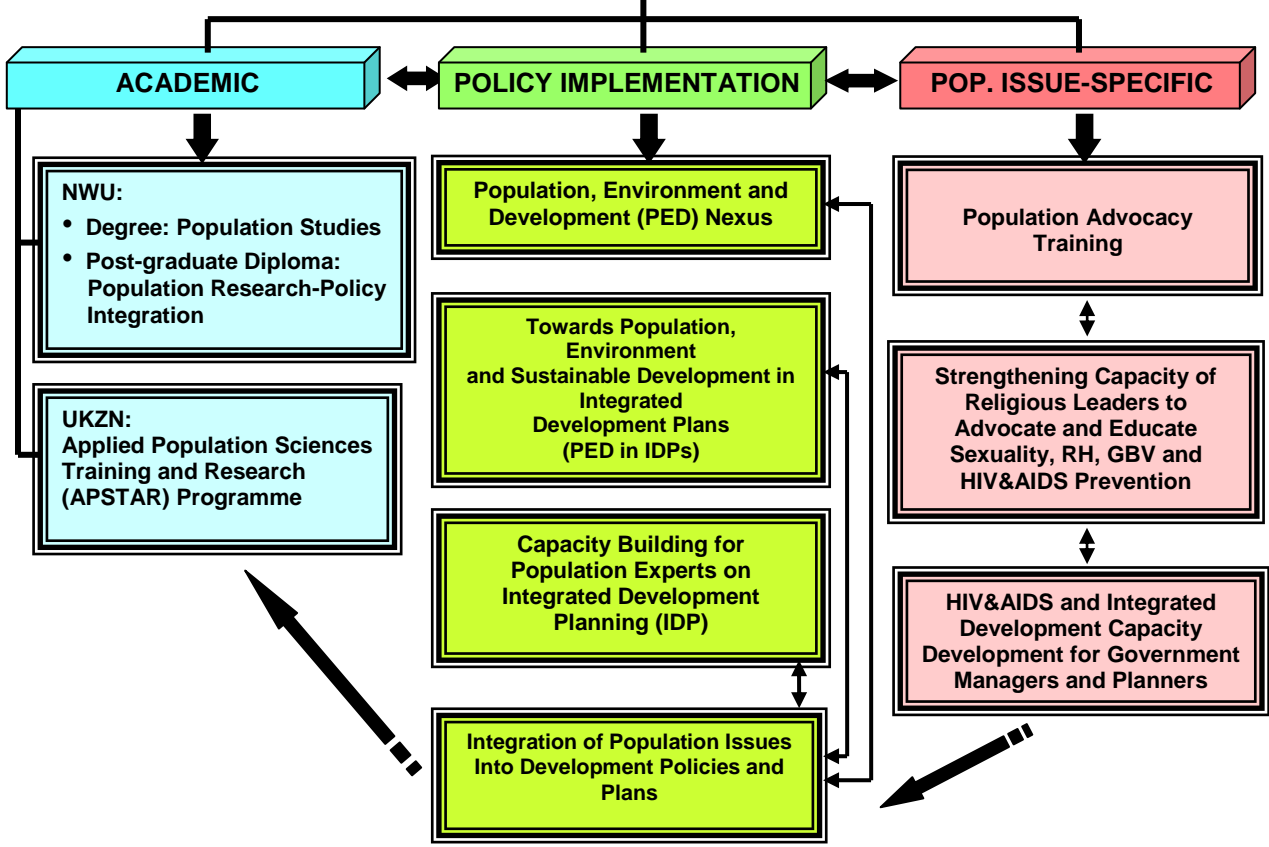 ACADEMIC
POLICY IMPLEMENTATION
POP. ISSUE-SPECIFIC
NWU:
• Degree: Population Studies
• Post-graduate Diploma:
Population Research-Policy
Integration
UKZN:
Applied Population Sciences
Training and Research
(APSTAR) Programme
Population, Environment and
Development (PED) Nexus
Towards Population,
Environment
and Sustainable Development in
Integrated
Development Plans
(PED in IDPs)
Capacity Building for
Population Experts on
Integrated Development
Planning (IDP)
Integration of Population Issues
Into Development Policies and
Plans
Population Advocacy
Training
Strengthening Capacity of
Religious Leaders to
Advocate and Educate
Sexuality, RH, GBV and
HIV&AIDS Prevention
HIV&AIDS and Integrated
Development Capacity
Development for Government
Managers and Planners